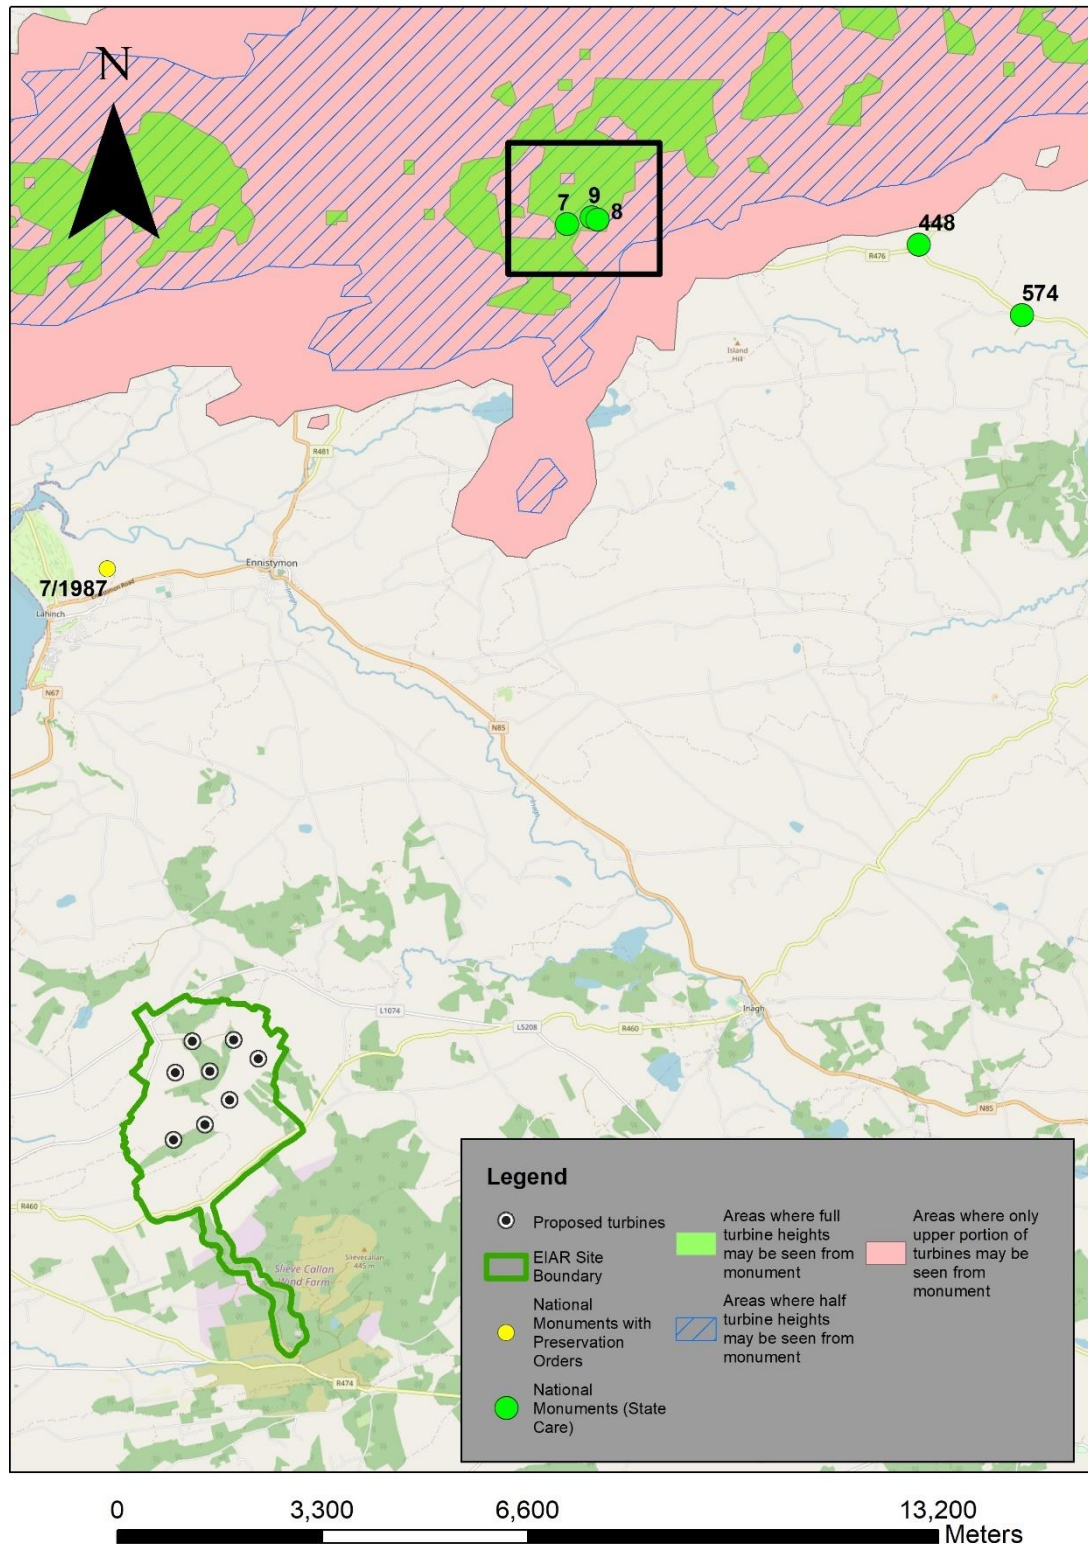 N
7
9
8
448
R476
574
Island
Hill
R481
Ennistymon
7/1987
Lahinch
Inagh
N67
N85
Inagh
L1074
L5208
R460
Inagh
N85
R460
Slievecallan
445 m
Slieve Callan
Wind Farm
R474
Legend
Proposed turbines
EIAR Site
Boundary
National
Monuments with
Preservation
Orders
National
Monuments (State
Care)
Areas where full
turbine heights
may be seen from
monument
Areas where half
turbine heights
may be seen from
monument
Areas where only
upper portion of
turbines may be
seen from
monument
0 3,300 6,600 13,200
Meters